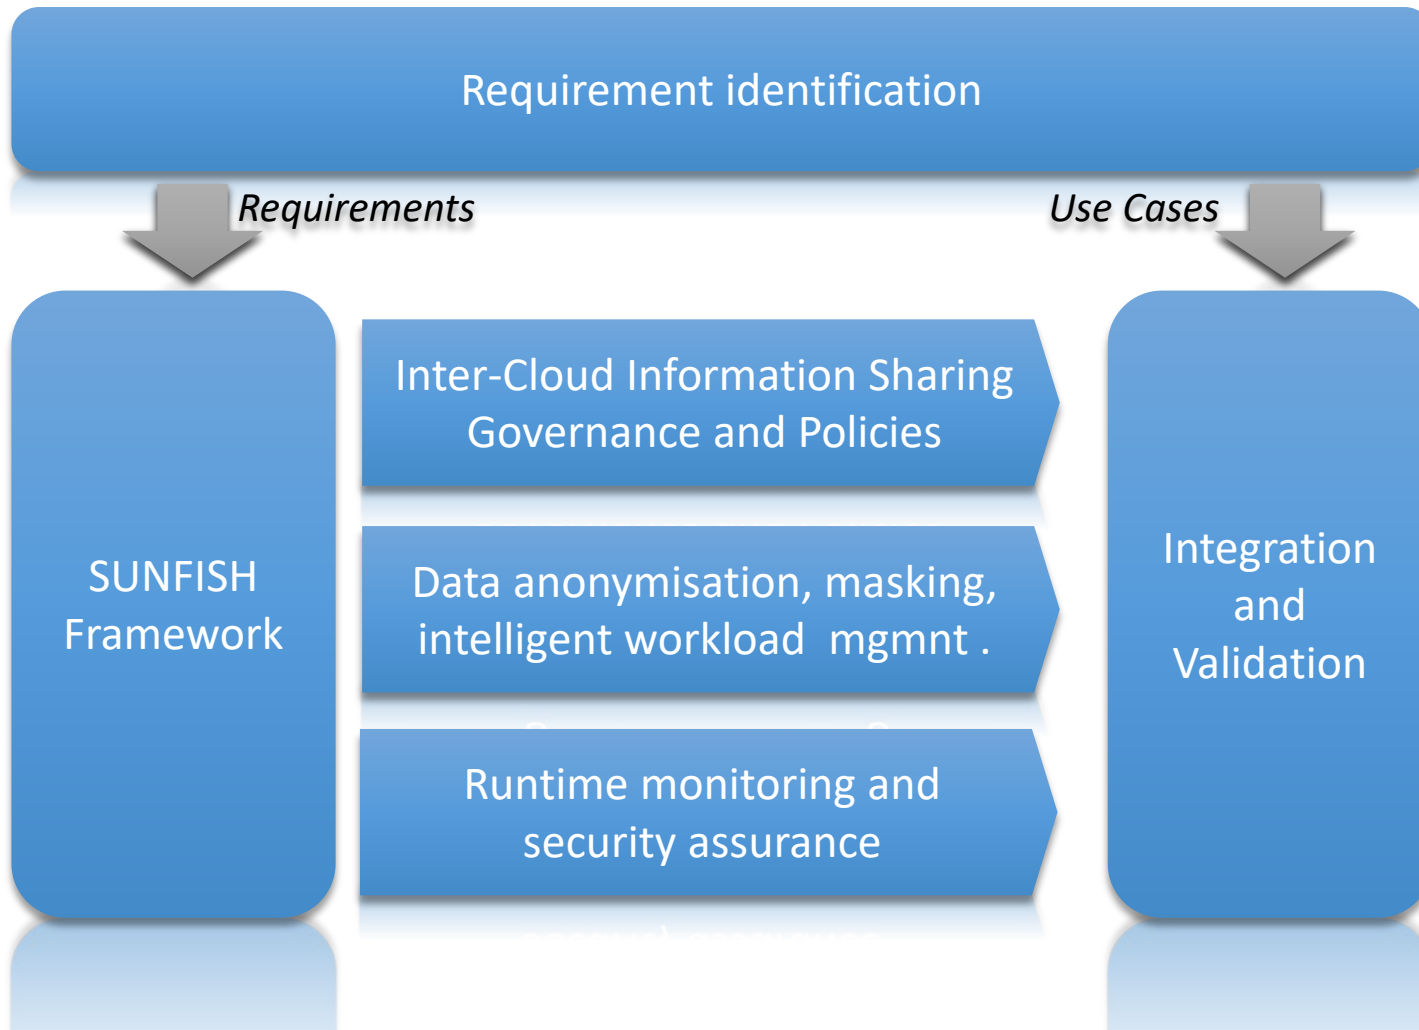 Requirement identification
Requirements
Use Cases
SUNFISH
Framework
Inter-Cloud Information Sharing
Governance and Policies
Data anonymisation, masking,
intelligent workload  mgmnt .
Runtime monitoring and
security assurance
Integration
and
Validation